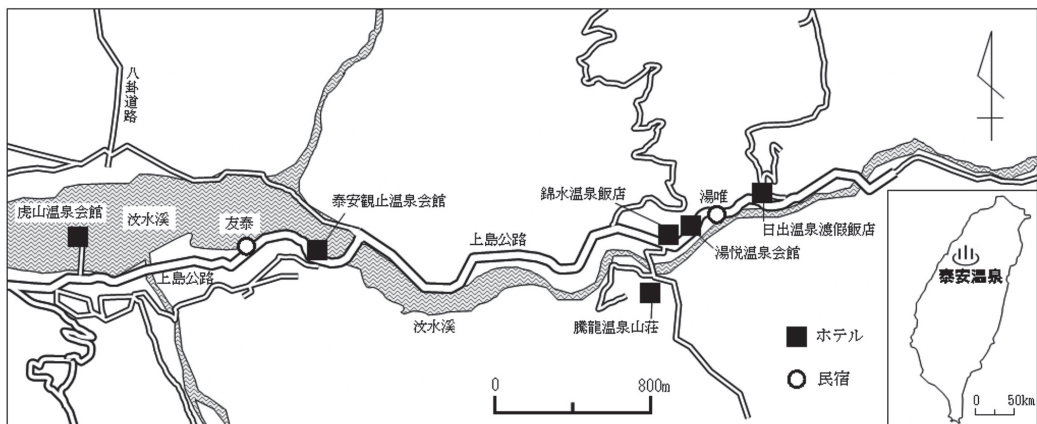 八卦道路
虎山温泉会館
汶水溪
友泰
泰安観止温泉会館
上島公路
上島公路
汶水溪
錦水温泉飯店
湯唯
日出温泉渡假飯店
湯悦温泉会館
騰龍温泉山荘
ホテル
民宿
0 800m
泰安温泉
0 50km